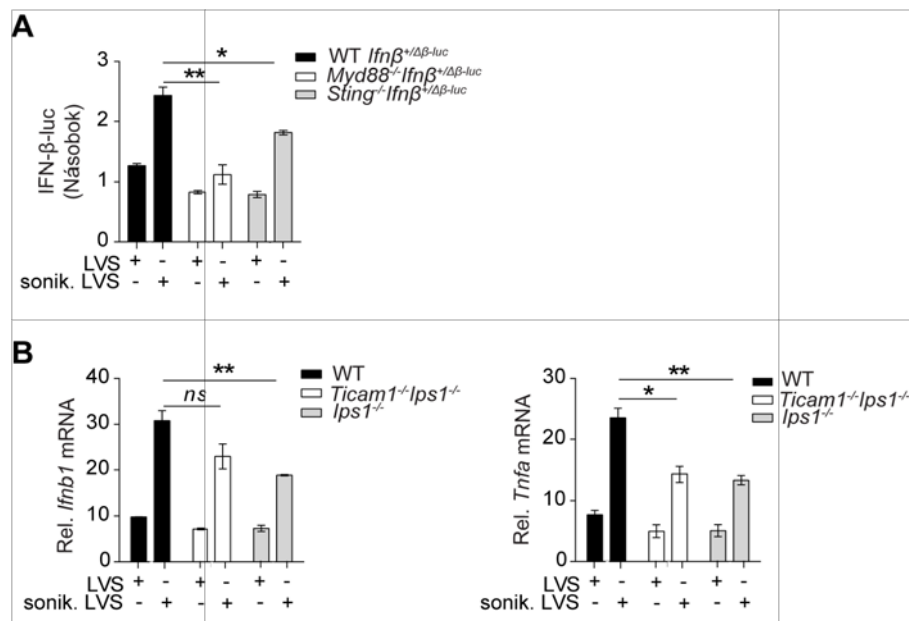 A
WT Ifnβ+/Δβ-luc
Myd88-/-Ifnβ+/Δβ-luc
Sting-/-Ifnβ+/Δβ-luc
IFN-β-luc
(Násobok)
3
2
1
0
*
**
LVS + - + - + -
sonik. LVS - + - + - +
B
WT
Ticam1-/-Ips1-/-
Ips1-/-
Rel. Ifnb1 mRNA
40
30
20
10
0
**
ns
LVS + - + - + -
sonik. LVS - + - + - +
WT
Ticam1-/-Ips1-/-
Ips1-/-
Rel. Tnfa mRNA
30
20
10
0
**
*
LVS + - + - + -
sonik. LVS - + - + - +